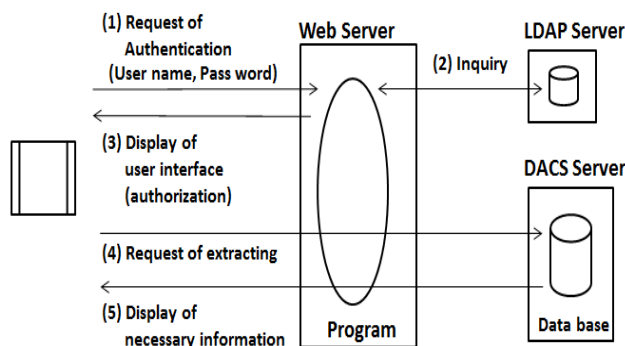 (1) Request of
Authentication
(User name, Pass word)
Web Server
LDAP Server
(2) Inquiry
(3) Display of
user interface
(authorization)
DACS Server
(4) Request of extracting
(5) Display of
necessary information
Program
Data base